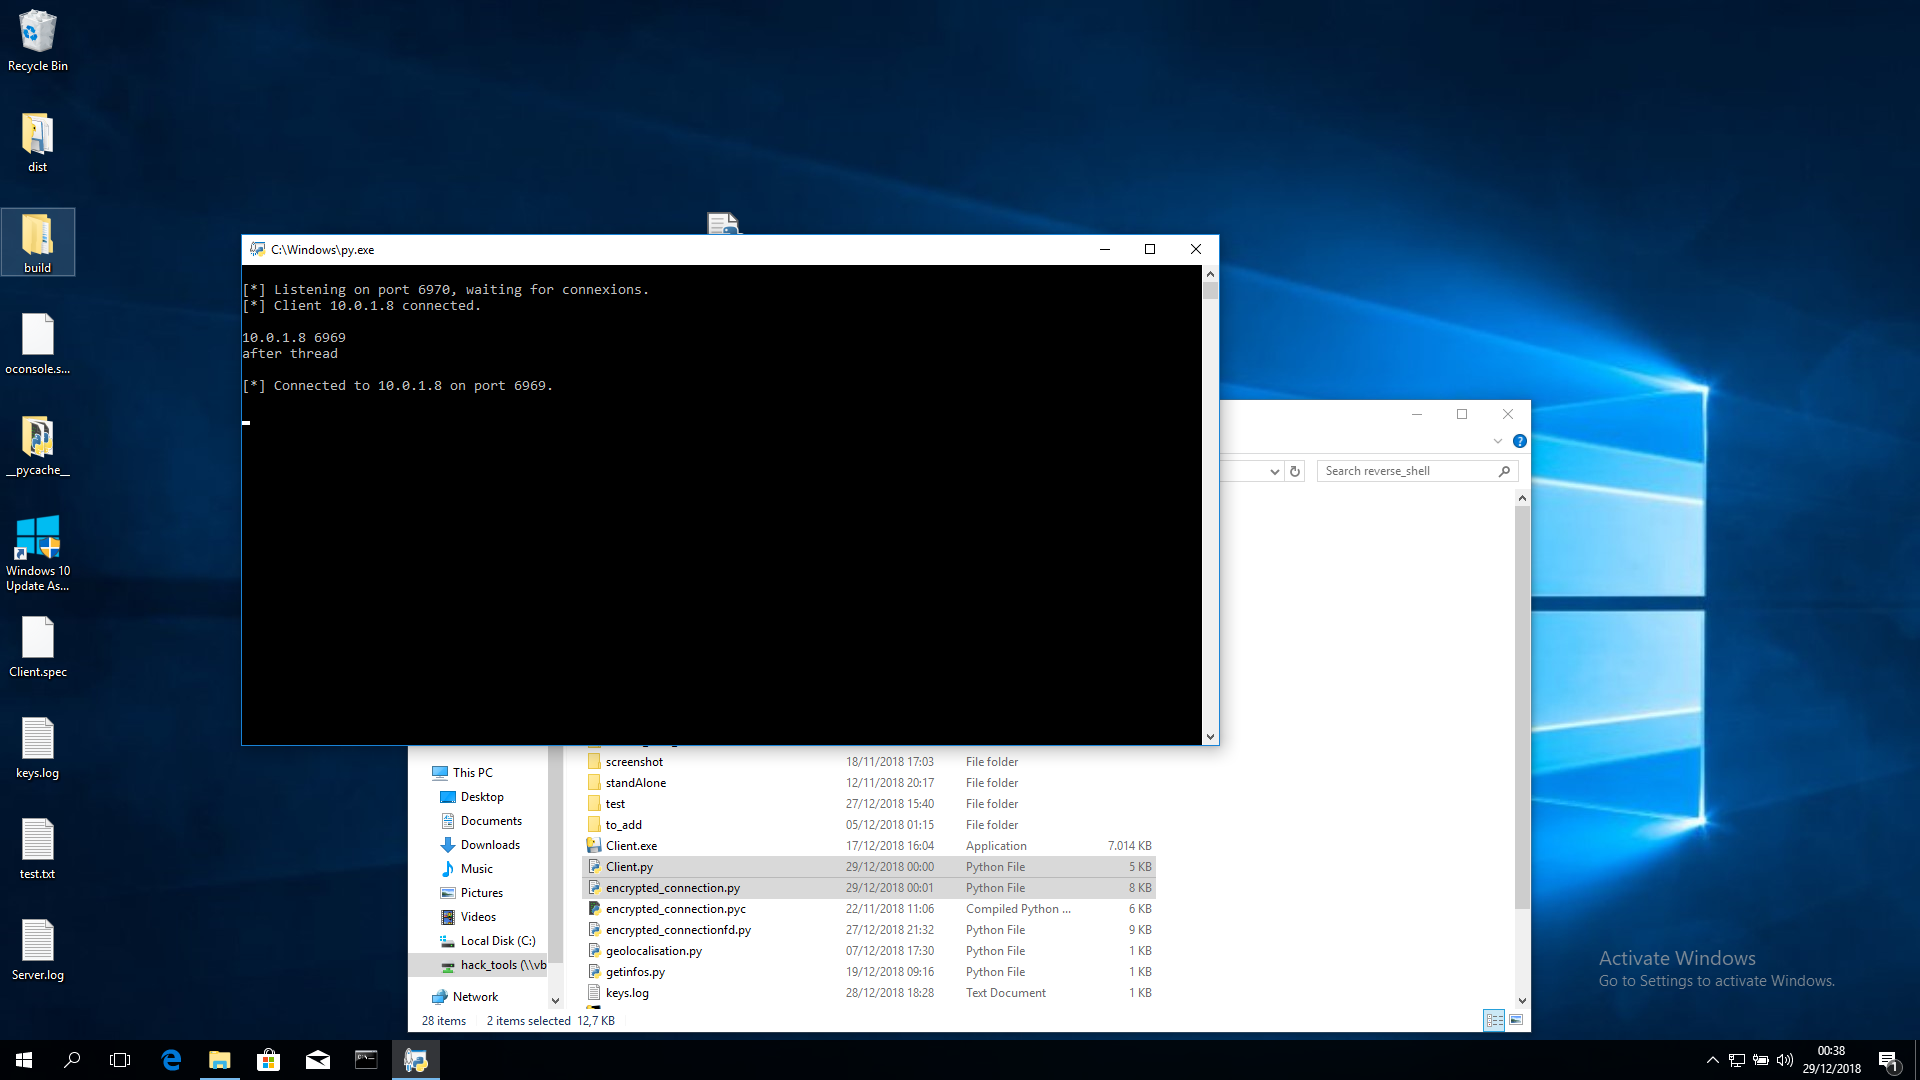 Recycle Bin
dist
build
oconsole.s...
__pycache__
Windows 10
Update As...
Client.spec
keys.log
test.txt
Server.log
C:\Windows\py.exe
[*] Listening on port 6970, waiting for connexions.
[*] Client 10.0.1.8 connected.
10.0.1.8 6969
after thread
[*] Connected to 10.0.1.8 on port 6969.
?
Search reverse_shell
This PC
Desktop
Documents
Downloads
Music
Pictures
Videos
Local Disk (C:)
hack_tools (\\vb
Network
screenshot 18/11/2018 17:03 File folder
standAlone 12/11/2018 20:17 File folder
test 27/12/2018 15:40 File folder
to_add 05/12/2018 01:15 File folder
Client.exe 17/12/2018 16:04 Application 7.014 KB
Client.py 29/12/2018 00:00 Python File 5 KB
encrypted_connection.py 29/12/2018 00:01 Python File 8 KB
encrypted_connection.pyc 22/11/2018 11:06 Compiled Python ... 6 KB
encrypted_connectionfd.py 27/12/2018 21:32 Python File 9 KB
geolocalisation.py 07/12/2018 17:30 Python File 1 KB
getinfos.py 19/12/2018 09:16 Python File 1 KB
keys.log 28/12/2018 18:28 Text Document 1 KB
28 items 2 items selected 12,7 KB
Activate Windows
Go to Settings to activate Windows.
00:38
29/12/2018
1